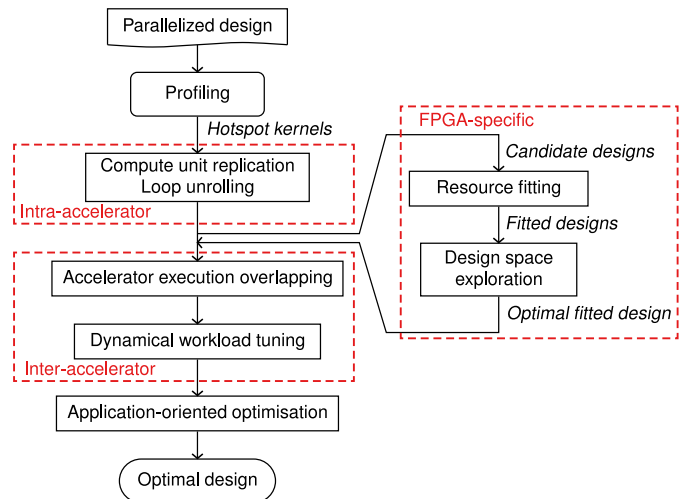 Parallelized design
Profiling
Hotspot kernels
Compute unit replication
Loop unrolling
Intra-accelerator
FPGA-specific
Candidate designs
Resource fitting
Fitted designs
Design space
exploration
Optimal fitted design
Accelerator execution overlapping
Dynamical workload tuning
Inter-accelerator
Application-oriented optimisation
Optimal design